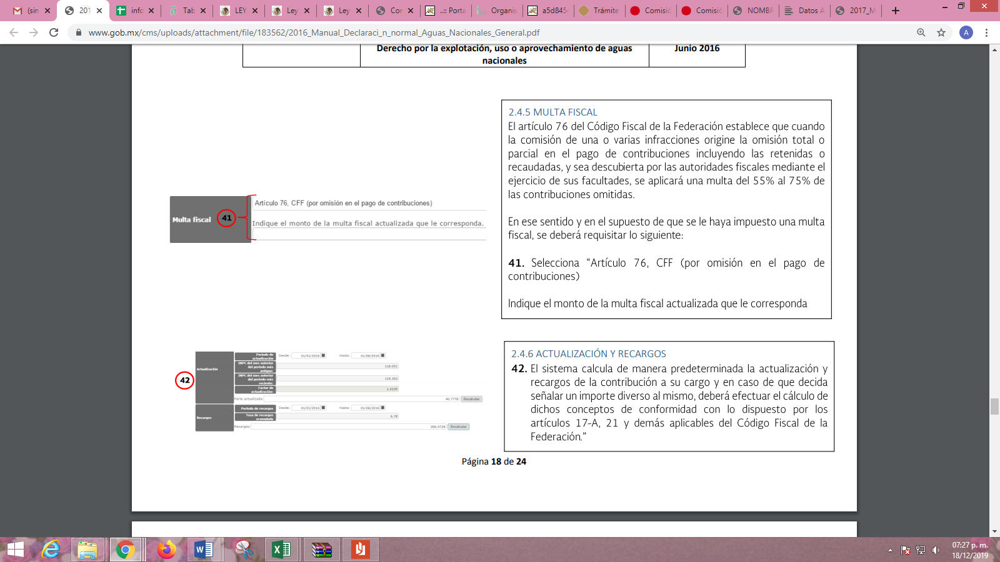 (sin
201
info
Tab
LEY
Ley
Ley
Cor
..:: Porta
Organis
a5d845
Trámite
Comisió
Comisió
NOMBR
Datos A
2017_M
www.gob.mx/cms/uploads/attachment/file/183562/2016_Manual_Declaraci_n_normal_Aguas_Nacionales_General.pdf
A
Derecho por la explotación, uso o aprovechamiento de aguas
nacionales
Junio 2016
2.4.5 MULTA FISCAL
El artículo 76 del Código Fiscal de la Federación establece que cuando
la comisión de una o varias infracciones origine la omisión total o
parcial en el pago de contribuciones incluyendo las retenidas o
recaudadas, y sea descubierta por las autoridades fiscales mediante el
ejercicio de sus facultades, se aplicará una multa del 55% al 75% de
las contribuciones omitidas.
En ese sentido y en el supuesto de que se le haya impuesto una multa
fiscal, se deberá requisitar lo siguiente:
41. Selecciona “Artículo 76, CFF (por omisión en el pago de
contribuciones)
Indique el monto de la multa fiscal actualizada que le corresponda
Multa fiscal
41
Artículo 76, CFF (por omisión en el pago de contribuciones)
Indique el monto de la multa fiscal actualizada que le corresponda.
42
Actualización
Periodo de
actualización
Desde: 01/01/2016
Hasta: 01/06/2016
INPC del mes anterior
del periodo más
antiguo:
118.051
INPC del mes anterior
del periodo más
reciente:
119.302
Factor de
actualización:
1.0105
Parte actualizada:
40.7778
Recalcular
Recargos
Periodo de recargos
Desde: 01/01/2016
Hasta: 01/06/2016
Tasa de recargos
acumulada
6.78
Recargos:
266.0728
Recalcular
2.4.6 ACTUALIZACIÓN Y RECARGOS
42. El sistema calcula de manera predeterminada la actualización y
recargos de la contribución a su cargo y en caso de que decida
señalar un importe diverso al mismo, deberá efectuar el cálculo de
dichos conceptos de conformidad con lo dispuesto por los
artículos 17-A, 21 y demás aplicables del Código Fiscal de la
Federación.”
Página 18 de 24
07:27 p. m.
18/12/2019